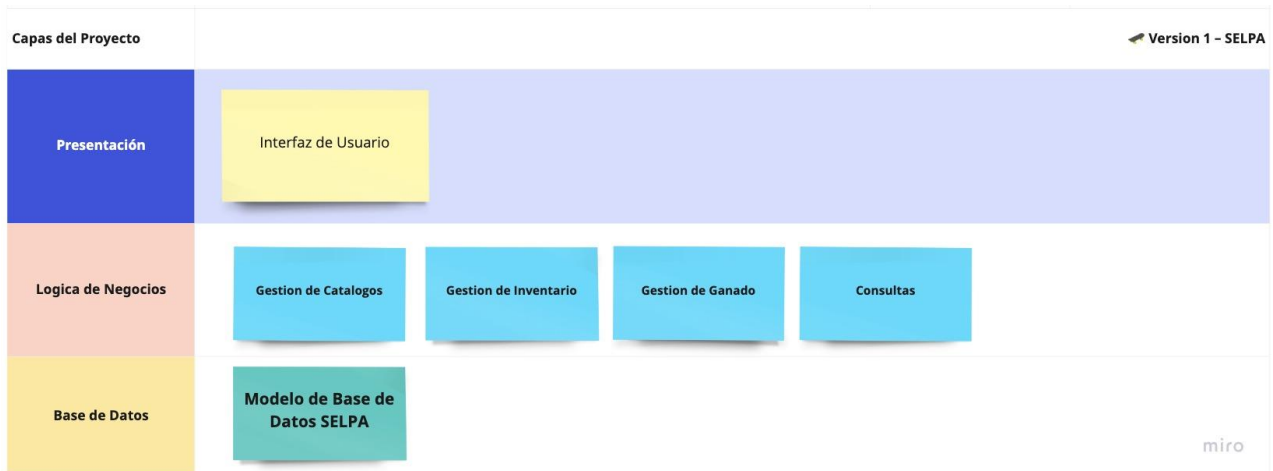 Capas del Proyecto
Version 1 – SELPA
Presentación
Interfaz de Usuario
Logica de Negocios
Gestion de Catalogos
Gestion de Inventario
Gestion de Ganado
Consultas
Base de Datos
Modelo de Base de
Datos SELPA
miro